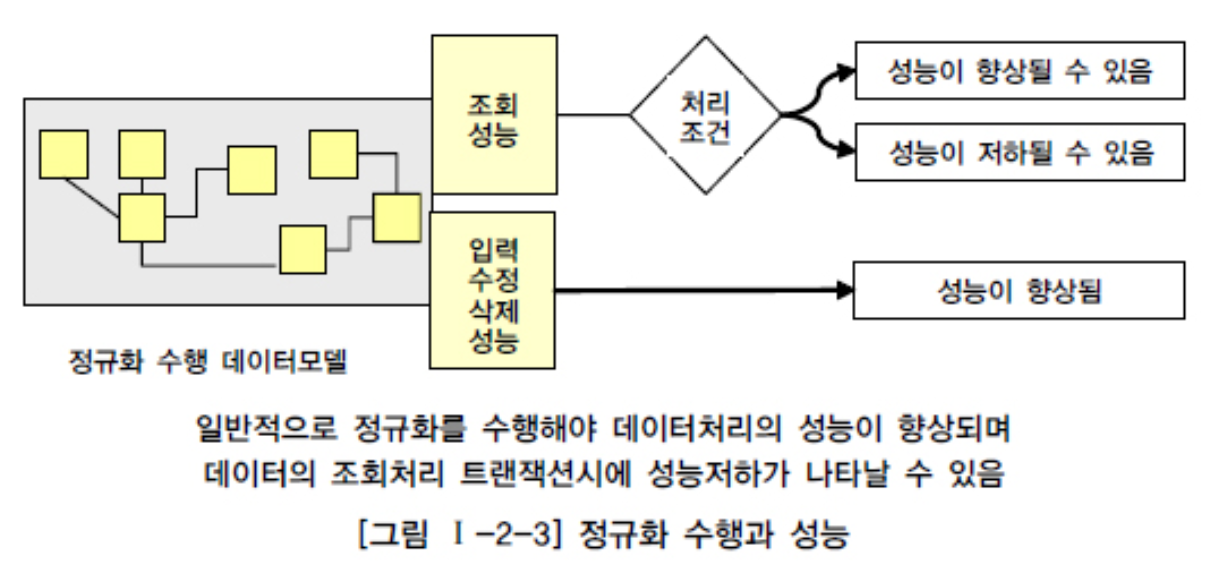 조회
성능
처리
조건
성능이 향상될 수 있음
성능이 저하될 수 있음
입력
수정
삭제
성능
성능이 향상됨
정규화 수행 데이터모델
일반적으로 정규화를 수행해야 데이터처리의 성능이 향상되며
데이터의 조회처리 트랜잭션시에 성능저하가 나타날 수 있음
[그림 Ⅰ-2-3] 정규화 수행과 성능